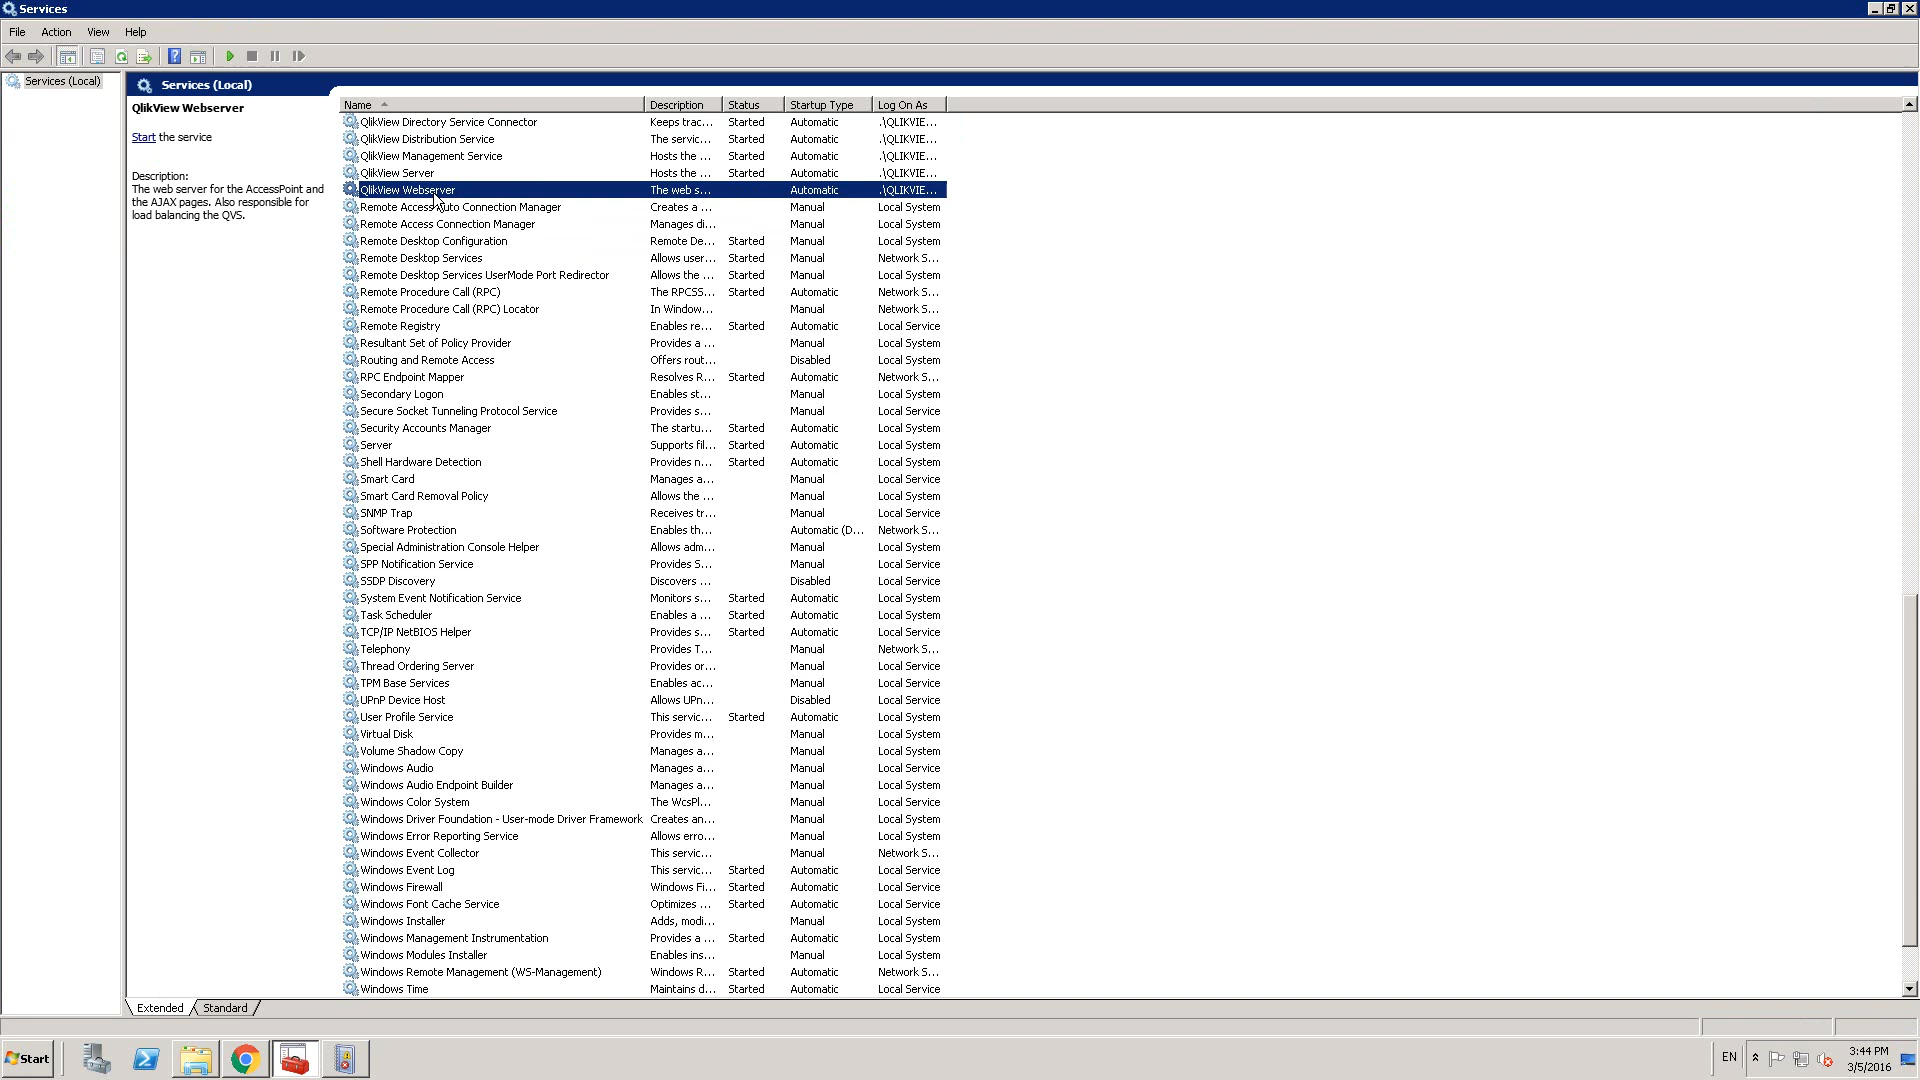 Services
File Action View Help
Services (Local)
Services (Local)
QlikView Webserver
Start the service
Description:
The web server for the AccessPoint and
the AJAX pages. Also responsible for
load balancing the QVS.
Name Description Status Startup Type Log On As
QlikView Directory Service Connector Keeps trac... Started Automatic .\QLIKVIE...
QlikView Distribution Service The servic... Started Automatic .\QLIKVIE...
QlikView Management Service Hosts the ... Started Automatic .\QLIKVIE...
QlikView Server Hosts the ... Started Automatic .\QLIKVIE...
QlikView Webserver The web s... Automatic .\QLIKVIE...
Remote Access Auto Connection Manager Creates a ... Manual Local System
Remote Access Connection Manager Manages di... Manual Local System
Remote Desktop Configuration Remote De... Started Manual Local System
Remote Desktop Services Allows user... Started Manual Network S...
Remote Desktop Services UserMode Port Redirector Allows the ... Started Manual Local System
Remote Procedure Call (RPC) The RPCSS... Started Automatic Network S...
Remote Procedure Call (RPC) Locator In Window... Manual Network S...
Remote Registry Enables re... Started Automatic Local Service
Resultant Set of Policy Provider Provides a ... Manual Local System
Routing and Remote Access Offers rout... Disabled Local System
RPC Endpoint Mapper Resolves R... Started Automatic Network S...
Secondary Logon Enables st... Manual Local System
Secure Socket Tunneling Protocol Service Provides s... Manual Local Service
Security Accounts Manager The startu... Started Automatic Local System
Server Supports fil... Started Automatic Local System
Shell Hardware Detection Provides n... Started Automatic Local System
Smart Card Manages a... Manual Local Service
Smart Card Removal Policy Allows the ... Manual Local System
SNMP Trap Receives tr... Manual Local Service
Software Protection Enables th... Automatic (D... Network S...
Special Administration Console Helper Allows adm... Manual Local System
SPP Notification Service Provides S... Manual Local Service
SSDP Discovery Discovers ... Disabled Local Service
System Event Notification Service Monitors s... Started Automatic Local System
Task Scheduler Enables a ... Started Automatic Local System
TCP/IP NetBIOS Helper Provides s... Started Automatic Local Service
Telephony Provides T... Manual Network S...
Thread Ordering Server Provides or... Manual Local Service
TPM Base Services Enables ac... Manual Local Service
UPnP Device Host Allows UPn... Disabled Local Service
User Profile Service This servic... Started Automatic Local System
Virtual Disk Provides m... Manual Local System
Volume Shadow Copy Manages a... Manual Local System
Windows Audio Manages a... Manual Local Service
Windows Audio Endpoint Builder Manages a... Manual Local System
Windows Color System The WcsPl... Manual Local Service
Windows Driver Foundation - User-mode Driver Framework Creates an... Manual Local System
Windows Error Reporting Service Allows erro... Manual Local System
Windows Event Collector This servic... Manual Network S...
Windows Event Log This servic... Started Automatic Local Service
Windows Firewall Windows Fi... Started Automatic Local Service
Windows Font Cache Service Optimizes ... Started Automatic Local Service
Windows Installer Adds, modi... Manual Local System
Windows Management Instrumentation Provides a ... Started Automatic Local System
Windows Modules Installer Enables ins... Manual Local System
Windows Remote Management (WS-Management) Windows R... Started Automatic Network S...
Windows Time Maintains d... Started Automatic Local Service
Extended Standard
Start EN 3:44 PM
3/5/2016